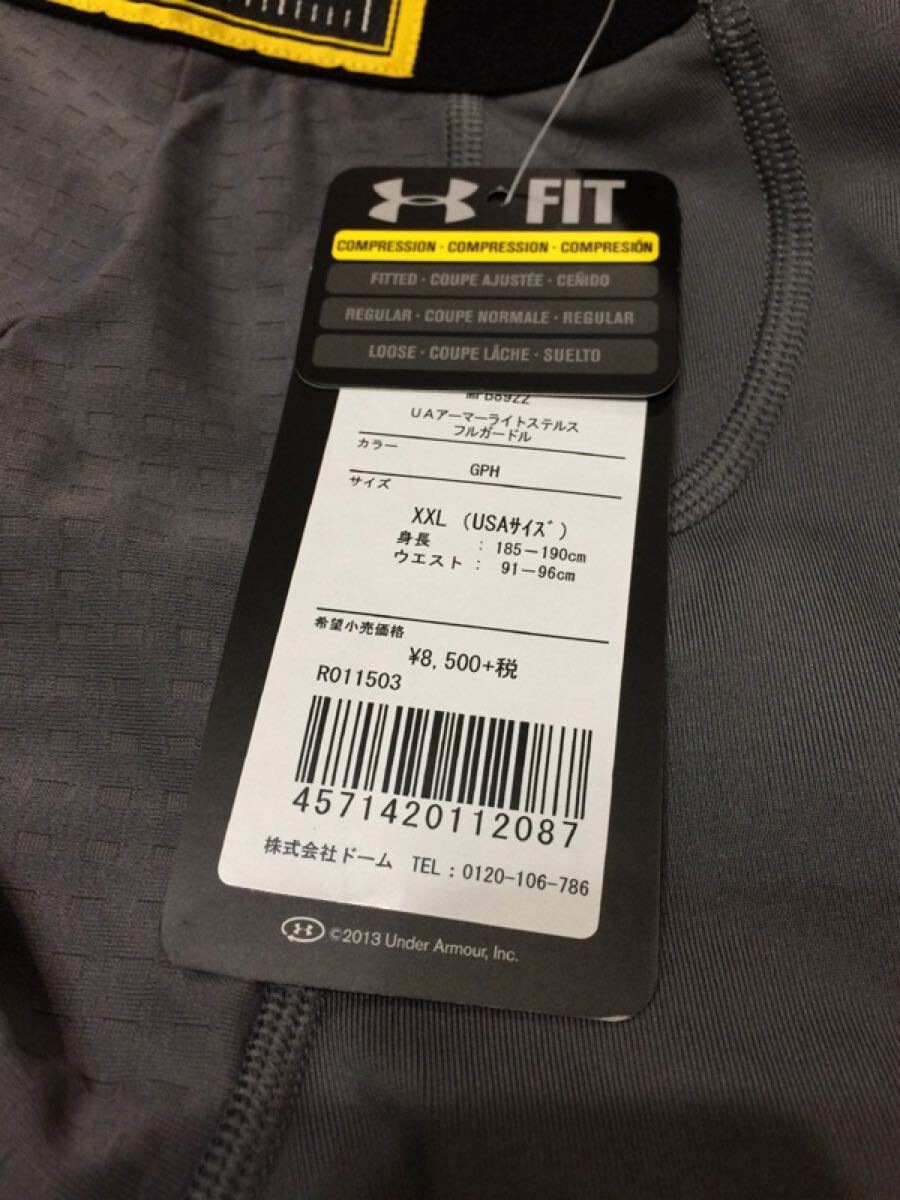 FIT
COMPRESSION · COMPRESSION · COMPRESIÓN
FITTED · COUPE AJUSTÉE · CEÑIDO
REGULAR · COUPE NORMALE · REGULAR
LOOSE · COUPE LÂCHE · SUELTO
UAアーマーライトステルス
フルガードル
カラー
GPH
サイズ
XXL (USAｻｲｽﾞ)
身長 : 185－190cm
ウエスト : 91－96cm
希望小売価格
¥8,500+税
R011503
4571420112087
株式会社ドーム TEL : 0120-106-786
©2013 Under Armour, Inc.